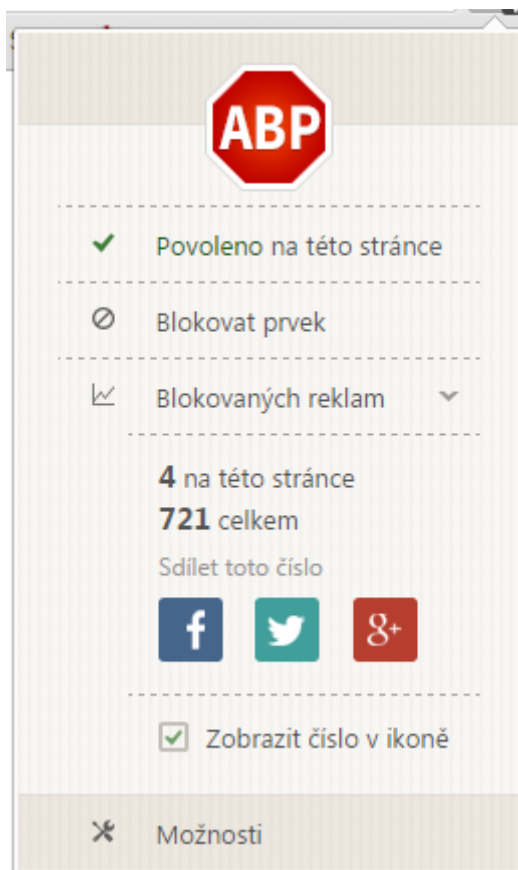 ABP
Povoleno na této stránce
Blokovat prvek
Blokovaných reklam
4 na této stránce
721 celkem
Sdílet toto číslo
f
g+
Zobrazit číslo v ikoně
Možnosti